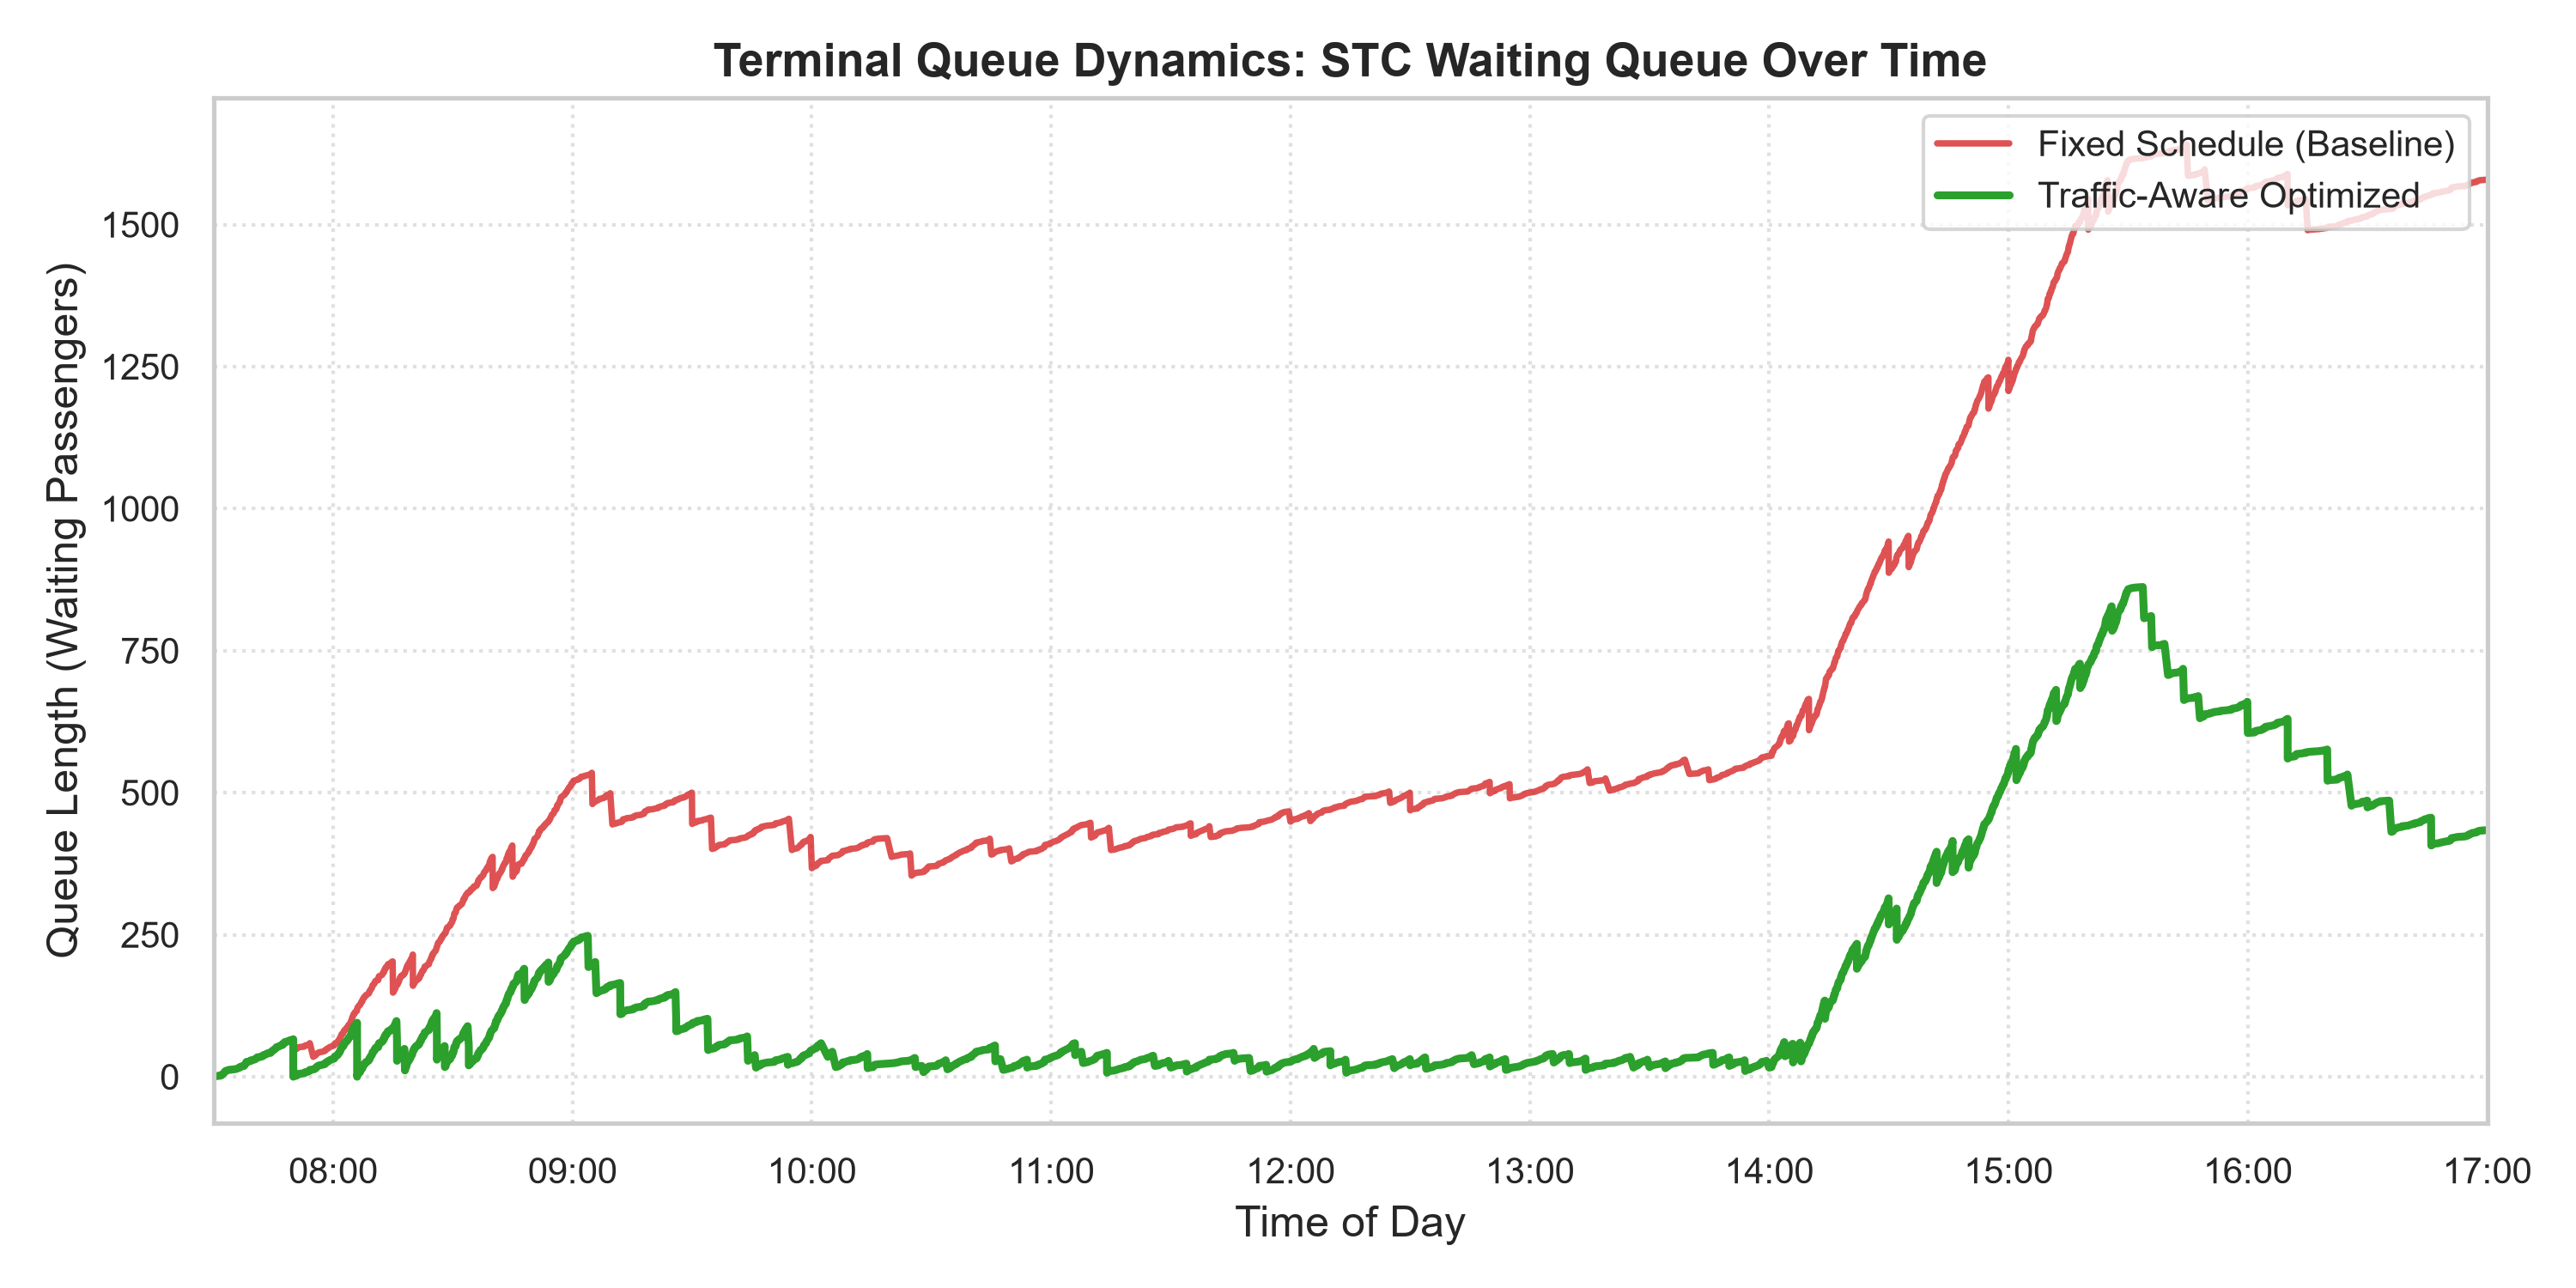 Terminal Queue Dynamics: STC Waiting Queue Over Time
Fixed Schedule (Baseline)
Traffic-Aware Optimized
Queue Length (Waiting Passengers)
1500
1250
1000
750
500
250
0
08:00 09:00 10:00 11:00 12:00 13:00 14:00 15:00 16:00 17:00
Time of Day